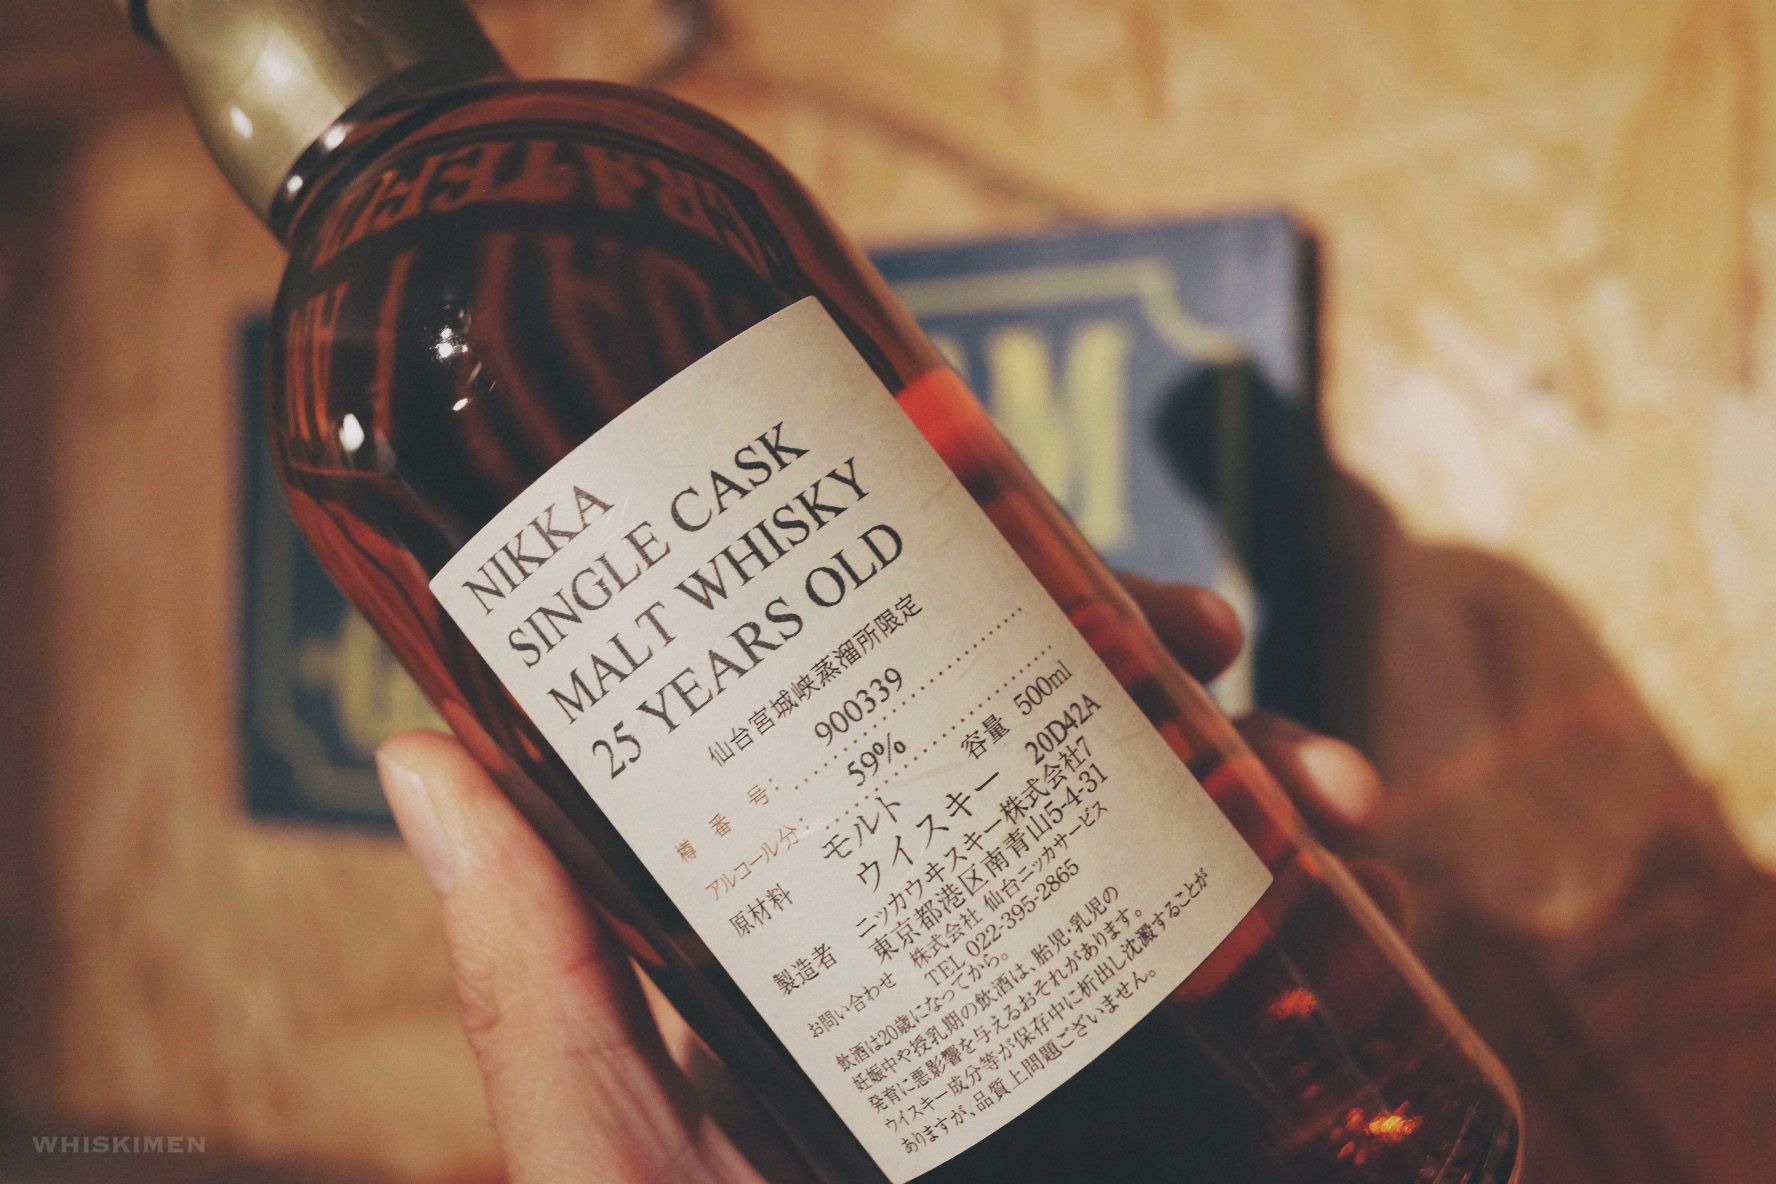 NIKKA
SINGLE CASK
MALT WHISKY
25 YEARS OLD
仙台宮城峡蒸溜所限定
樽番号: 900339
アルコール分: 59% 容量 500ml
原材料 モルト 20D42A
ウイスキー
製造者 ニッカウヰスキー株式会社7
東京都港区南青山5-4-31
お問い合わせ 株式会社 仙台ニッカサービス
TEL 022-395-2865
飲酒は20歳になってから。
妊娠中や授乳期の飲酒は、胎児・乳児の
発育に悪影響を与えるおそれがあります。
ウイスキー成分等が保存中に析出し沈澱することが
ありますが、品質上問題ございません。
WHISKIMEN